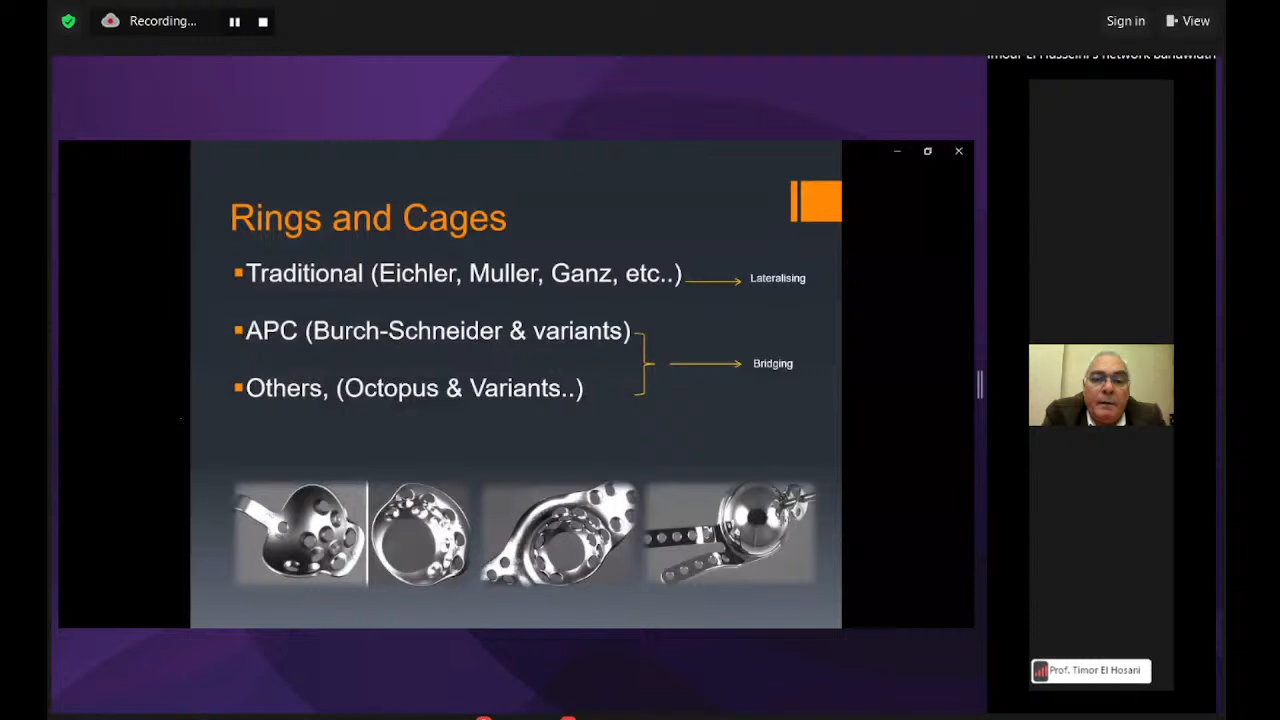 Recording...
Sign in
View
Rings and Cages
Traditional (Eichler, Muller, Ganz, etc..)
Lateralising
APC (Burch-Schneider & variants)
Bridging
Others, (Octopus & Variants..)
Prof. Timor El Hosani